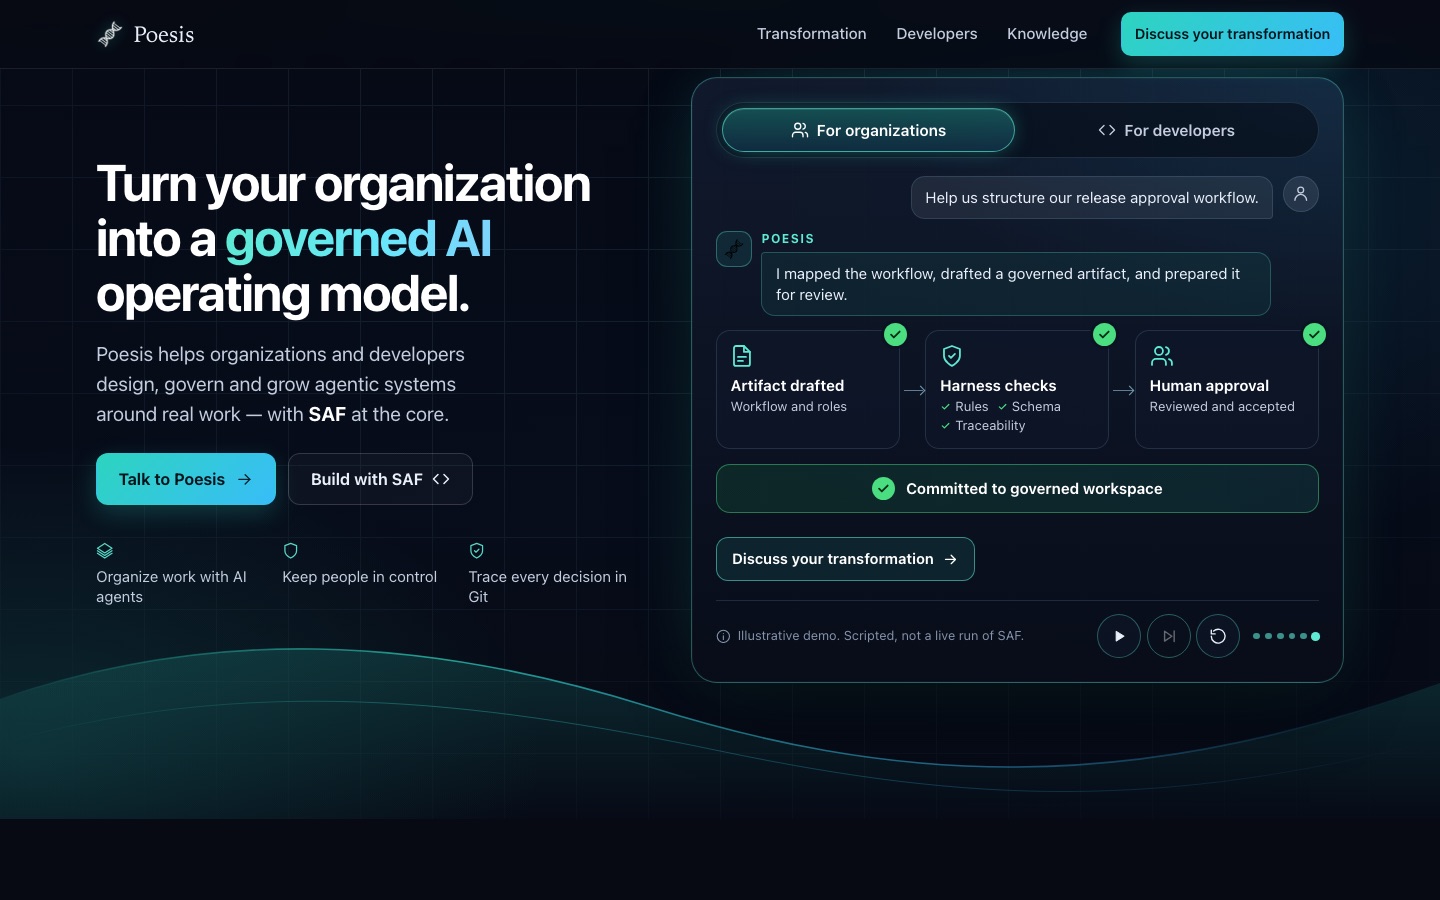 Poesis
Transformation
Developers
Knowledge
Discuss your transformation
Turn your organization
into a governed AI
operating model.
Poesis helps organizations and developers
design, govern and grow agentic systems
around real work — with SAF at the core.
Talk to Poesis
Build with SAF
Organize work with AI
agents
Keep people in control
Trace every decision in
Git
For organizations
For developers
Help us structure our release approval workflow.
POESIS
I mapped the workflow, drafted a governed artifact, and prepared it
for review.
Artifact drafted
Workflow and roles
Harness checks
Rules Schema
Traceability
Human approval
Reviewed and accepted
Committed to governed workspace
Discuss your transformation
Illustrative demo. Scripted, not a live run of SAF.